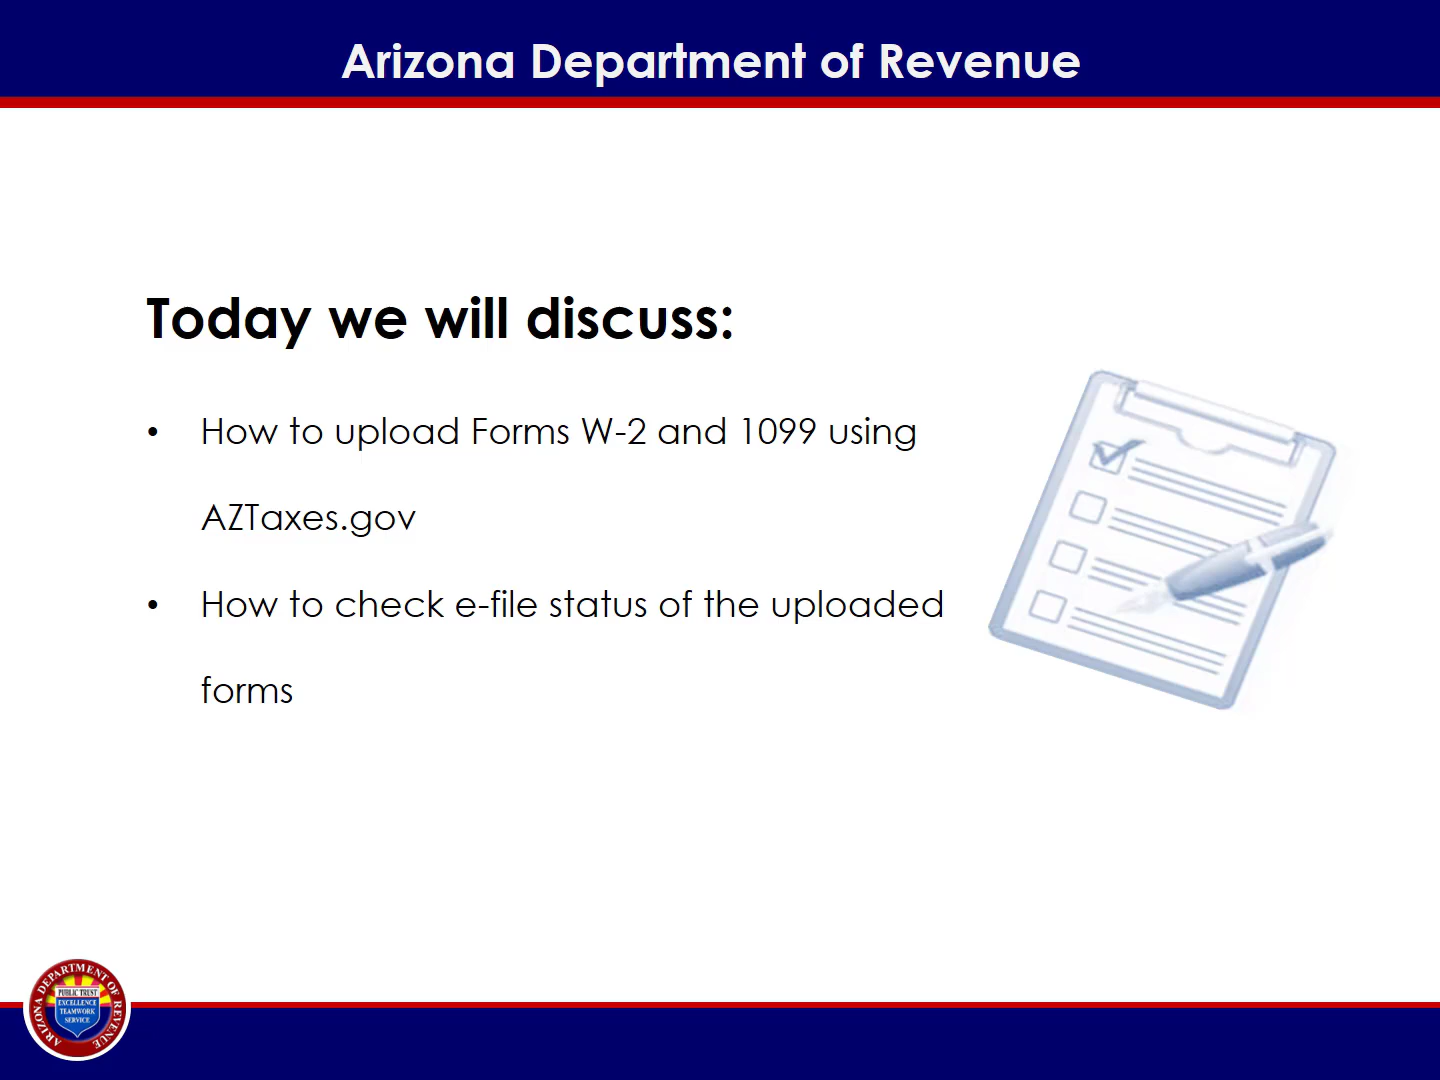 Arizona Department of Revenue
Today we will discuss:
• How to upload Forms W-2 and 1099 using
AZTaxes.gov
• How to check e-file status of the uploaded
forms
ARIZONA DEPARTMENT OF REVENUE
PUBLIC TRUST
EXCELLENCE
TEAMWORK
SERVICE